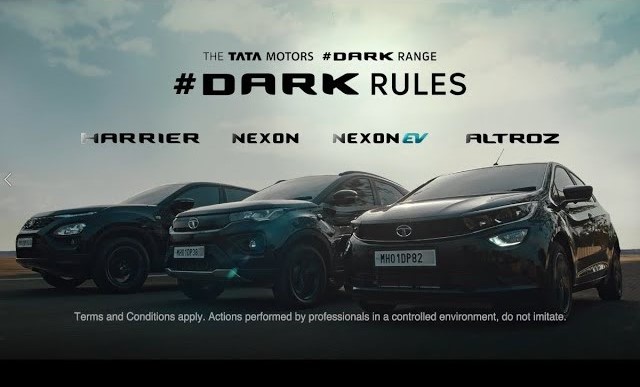 THE TATA MOTORS #DARK RANGE
#DARK RULES
HARRIER NEXON NEXON EV ALTROZ
MH01DP82
Terms and Conditions apply. Actions performed by professionals in a controlled environment, do not imitate.